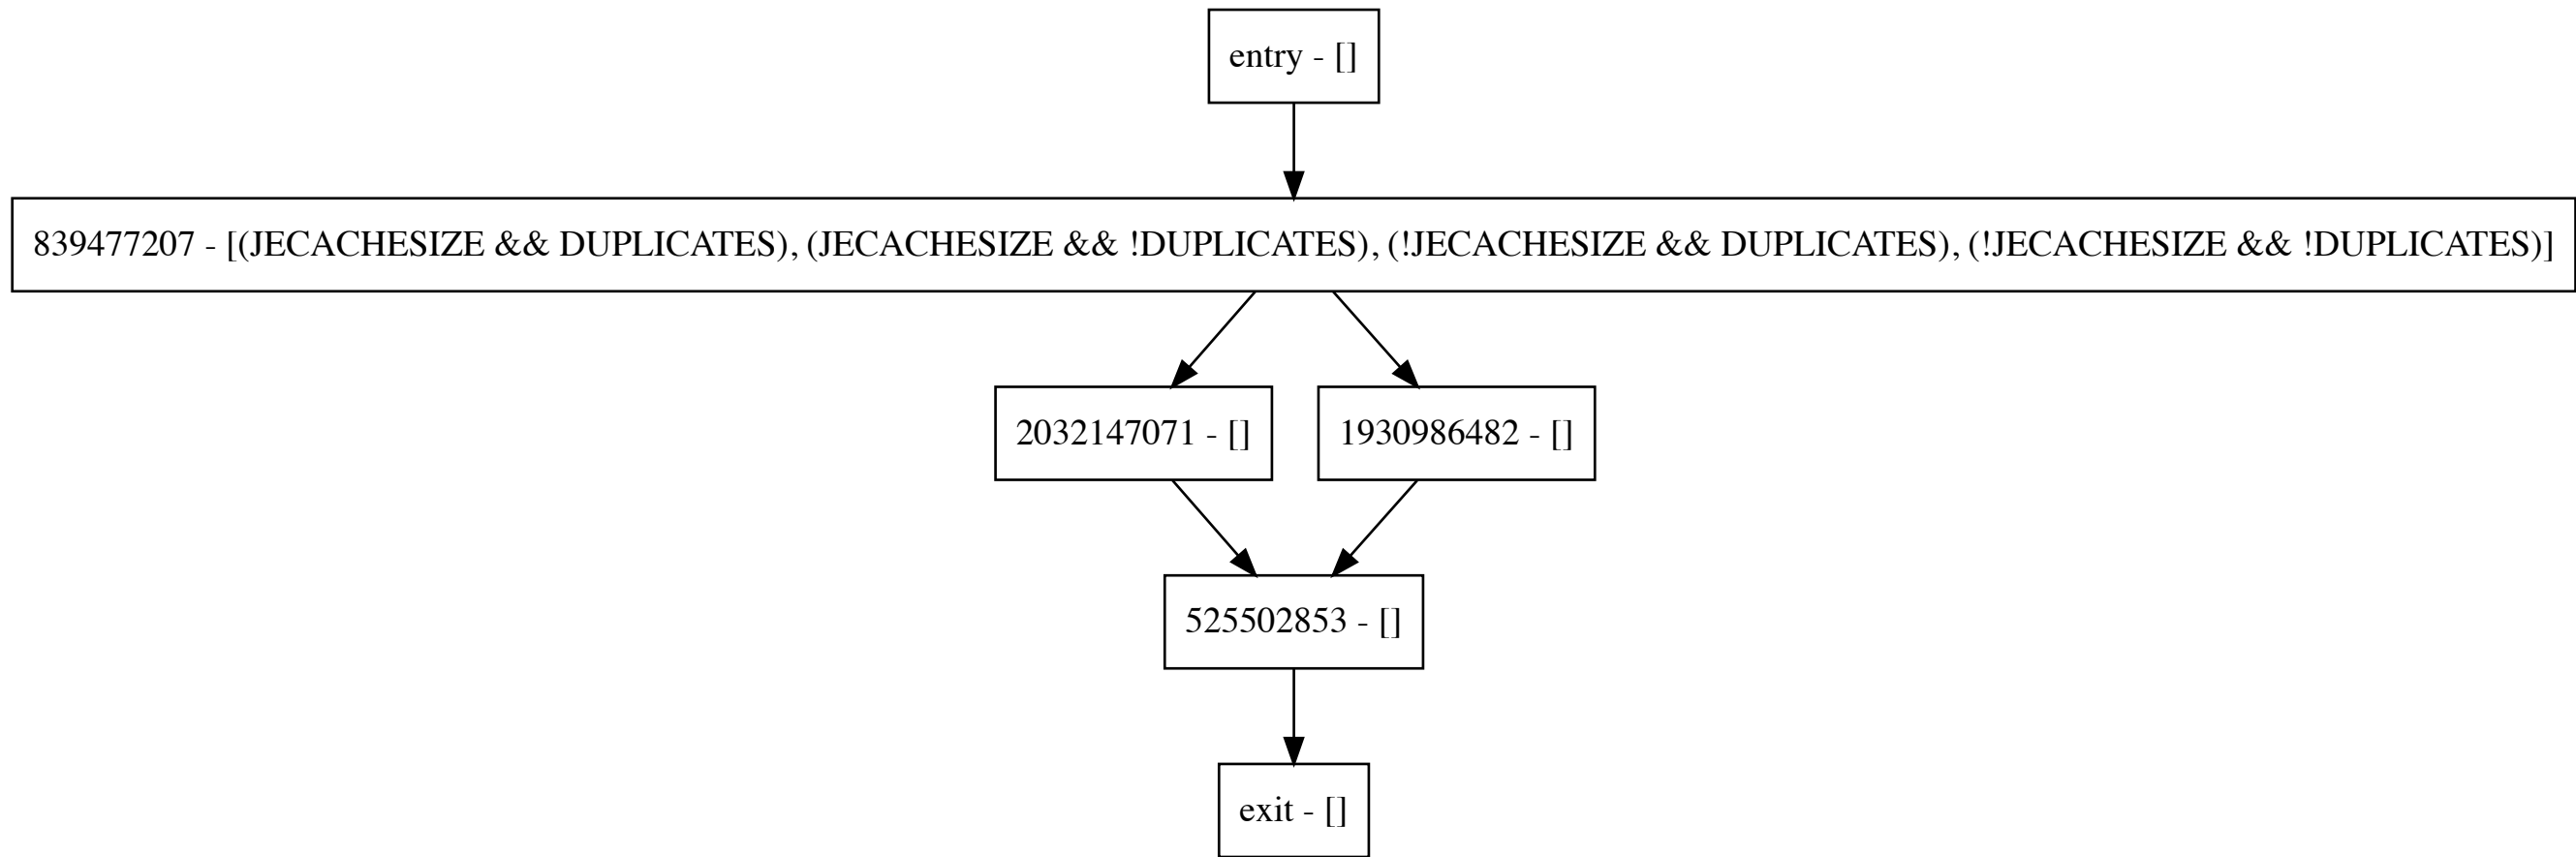 entry - []
839477207 - [(JECACHESIZE && DUPLICATES), (JECACHESIZE && !DUPLICATES), (!JECACHESIZE && DUPLICATES), (!JECACHESIZE && !DUPLICATES)]
2032147071 - []
1930986482 - []
525502853 - []
exit - []